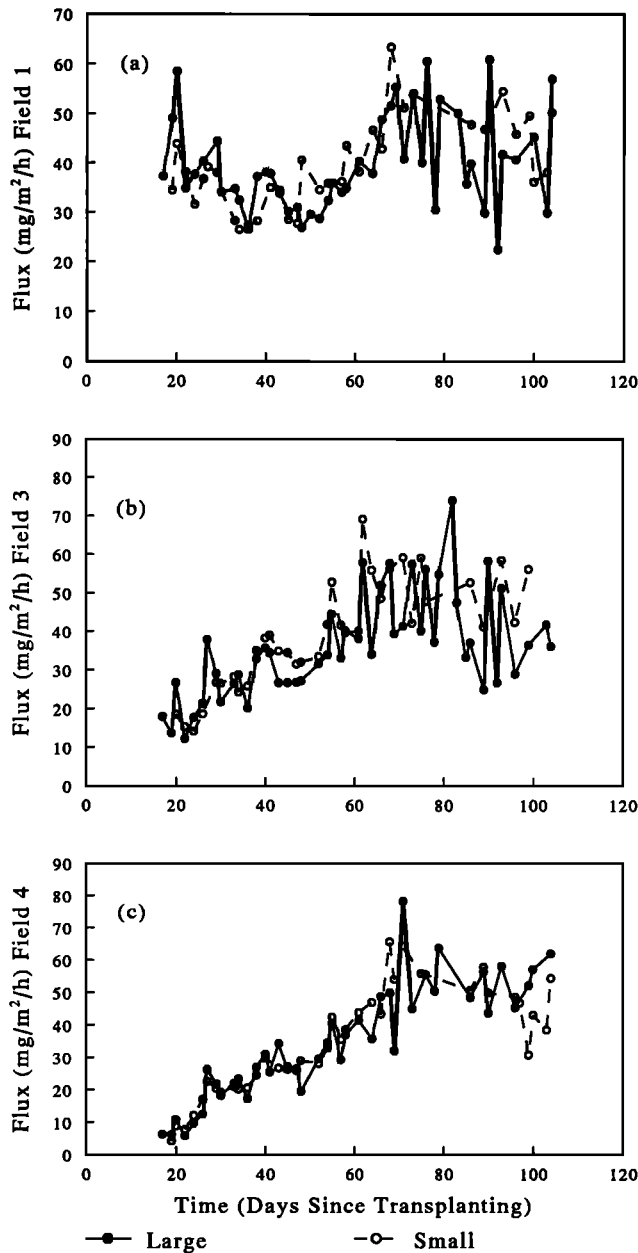 70
60
50
40
30
20
10
0
(a)
Flux (mg/m²/h) Field 1
0 20 40 60 80 100 120
90
80
70
60
50
40
30
20
10
0
(b)
Flux (mg/m²/h) Field 3
0 20 40 60 80 100 120
90
80
70
60
50
40
30
20
10
0
(c)
Flux (mg/m²/h) Field 4
0 20 40 60 80 100 120
Time (Days Since Transplanting)
Large Small